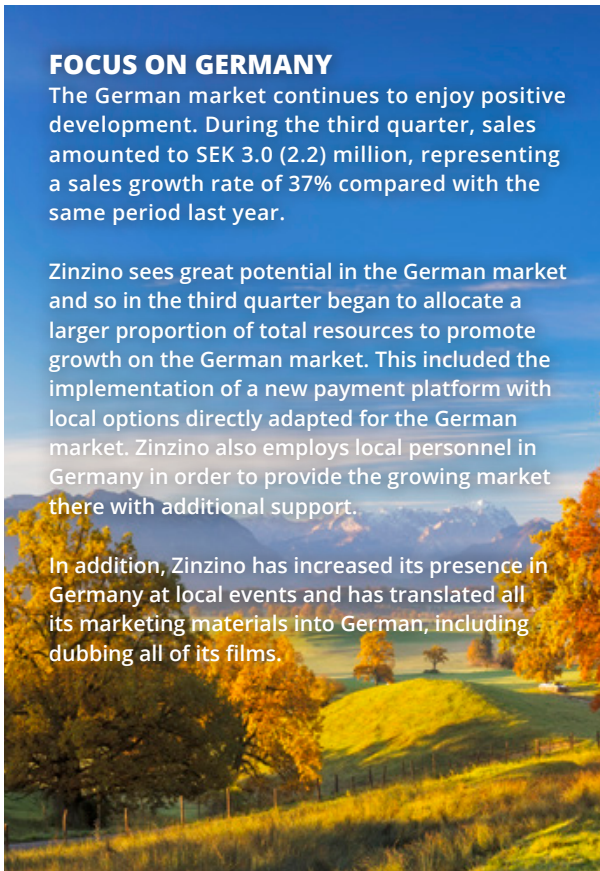 FOCUS ON GERMANY
The German market continues to enjoy positive
development. During the third quarter, sales
amounted to SEK 3.0 (2.2) million, representing
a sales growth rate of 37% compared with the
same period last year.
Zinzino sees great potential in the German market
and so in the third quarter began to allocate a
larger proportion of total resources to promote
growth on the German market. This included the
implementation of a new payment platform with
local options directly adapted for the German
market. Zinzino also employs local personnel in
Germany in order to provide the growing market
there with additional support.
In addition, Zinzino has increased its presence in
Germany at local events and has translated all
its marketing materials into German, including
dubbing all of its films.